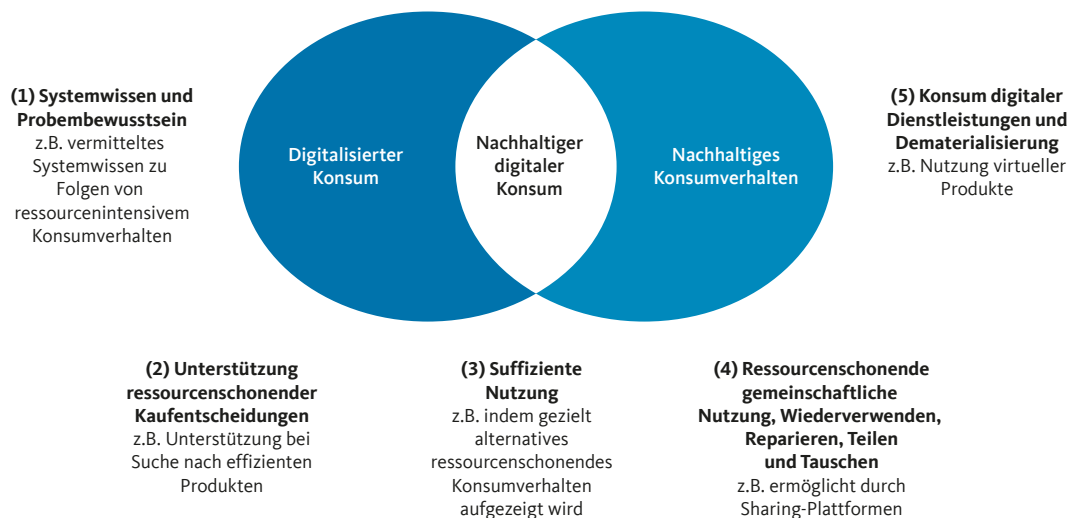 (1) Systemwissen und
Probembewusstsein
z.B. vermitteltes
Systemwissen zu
Folgen von
ressourcenintensivem
Konsumverhalten
Digitalisierter
Konsum
Nachhaltiger
digitaler
Konsum
Nachhaltiges
Konsumverhalten
(5) Konsum digitaler
Dienstleistungen und
Dematerialisierung
z.B. Nutzung virtueller
Produkte
(2) Unterstützung
ressourcenschonender
Kaufentscheidungen
z.B. Unterstützung bei
Suche nach effizienten
Produkten
(3) Suffiziente
Nutzung
z.B. indem gezielt
alternatives
ressourcenschonendes
Konsumverhalten
aufgezeigt wird
(4) Ressourcenschonende
gemeinschaftliche
Nutzung, Wiederverwenden,
Reparieren, Teilen
und Tauschen
z.B. ermöglicht durch
Sharing-Plattformen